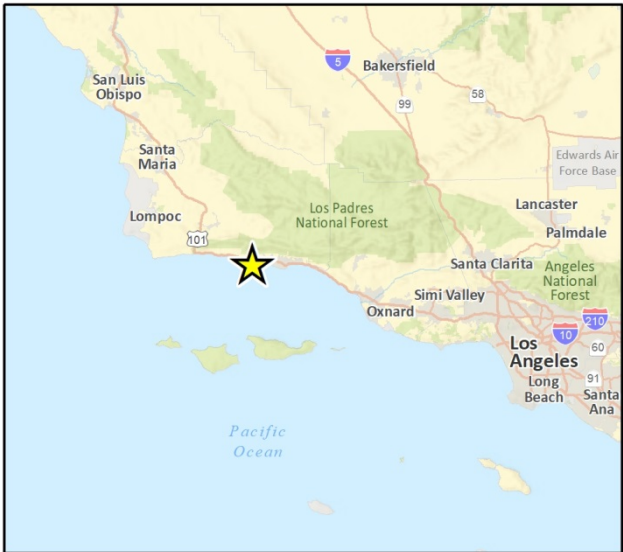 5
Bakersfield
San Luis
Obispo
58
99
Santa
Maria
Edwards Air
Force Base
Lancaster
Lompoc
Los Padres
National Forest
Palmdale
101
Santa Clarita
Angeles
National
Forest
Simi Valley
Oxnard
210
10
Los
Angeles
60
Long
Beach
91
Santa
Ana
Pacific
Ocean